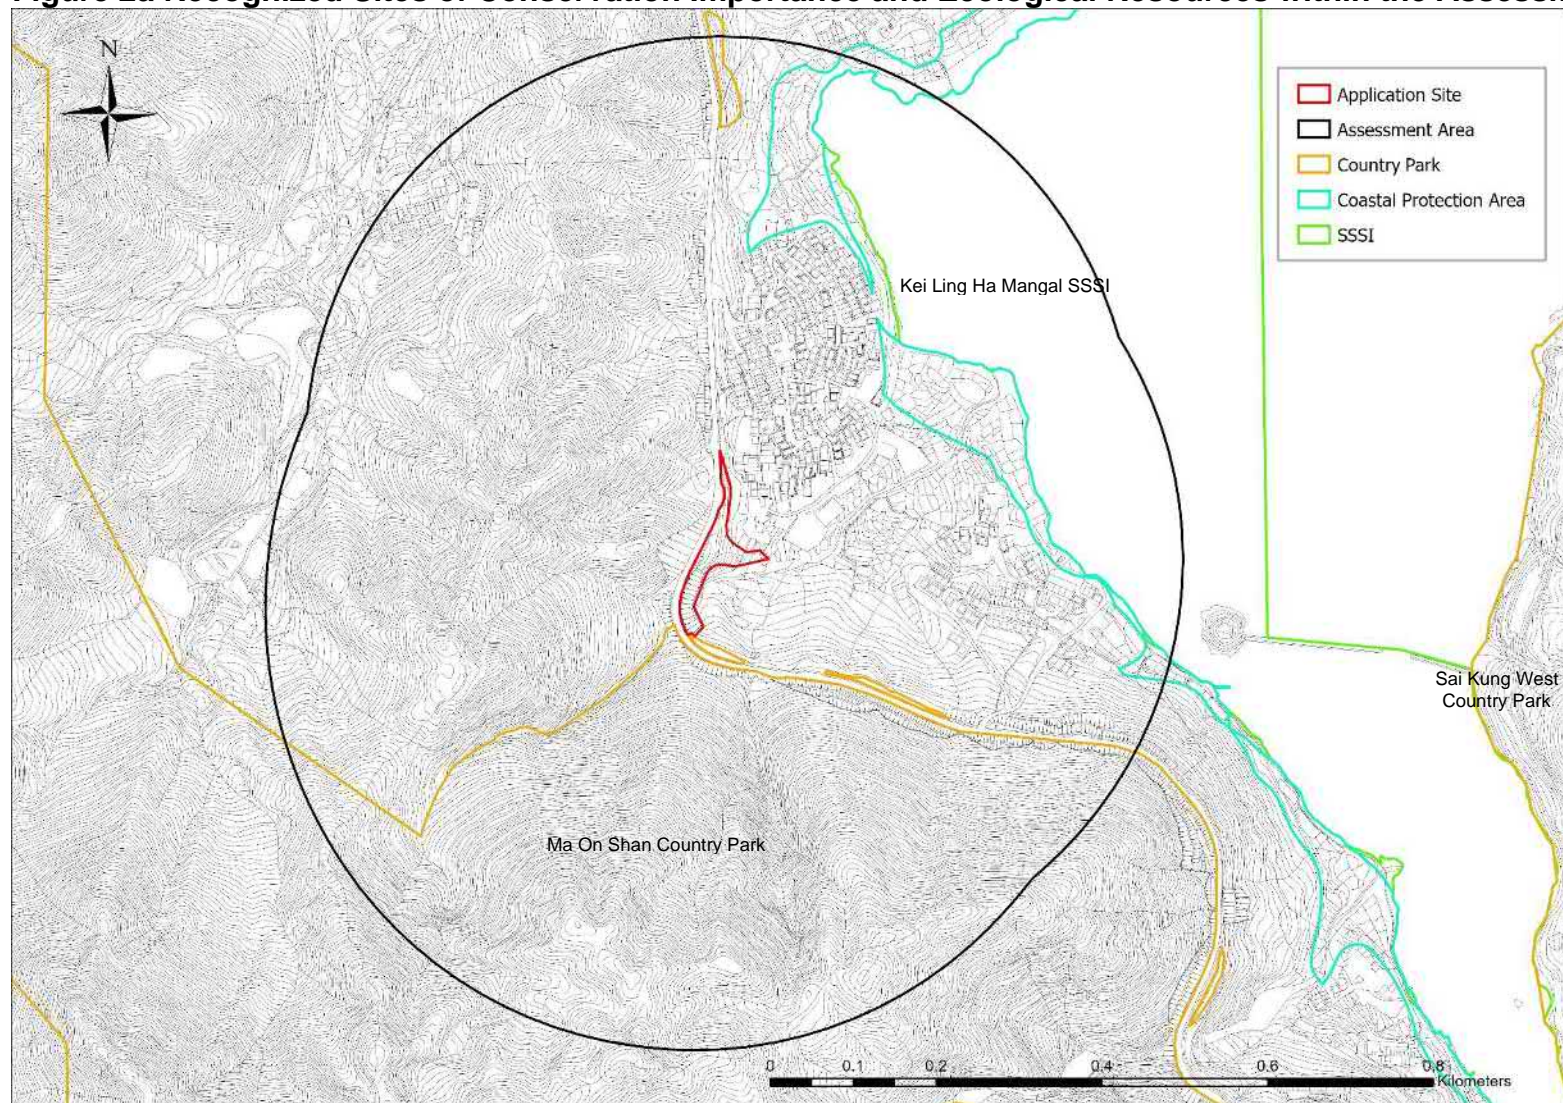 N
Application Site
Assessment Area
Country Park
Coastal Protection Area
SSSI
Kei Ling Ha Mangal SSSI
Sai Kung West
Country Park
Ma On Shan Country Park
0 0.1 0.2 0.4 0.6 0.8
Kilometers